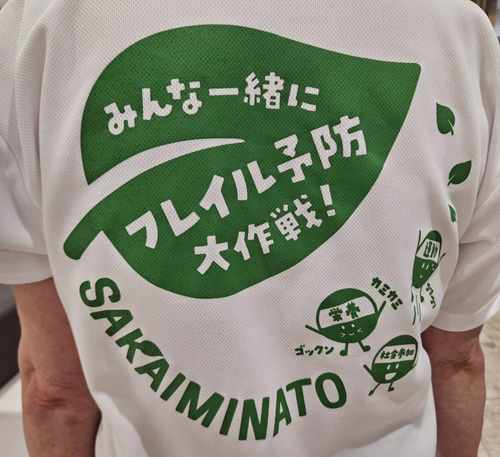 みんな一緒に
フレイル予防
大作戦!
SAKAIMINATO
運動
カミカミ
栄養
ゴックン
社会参加